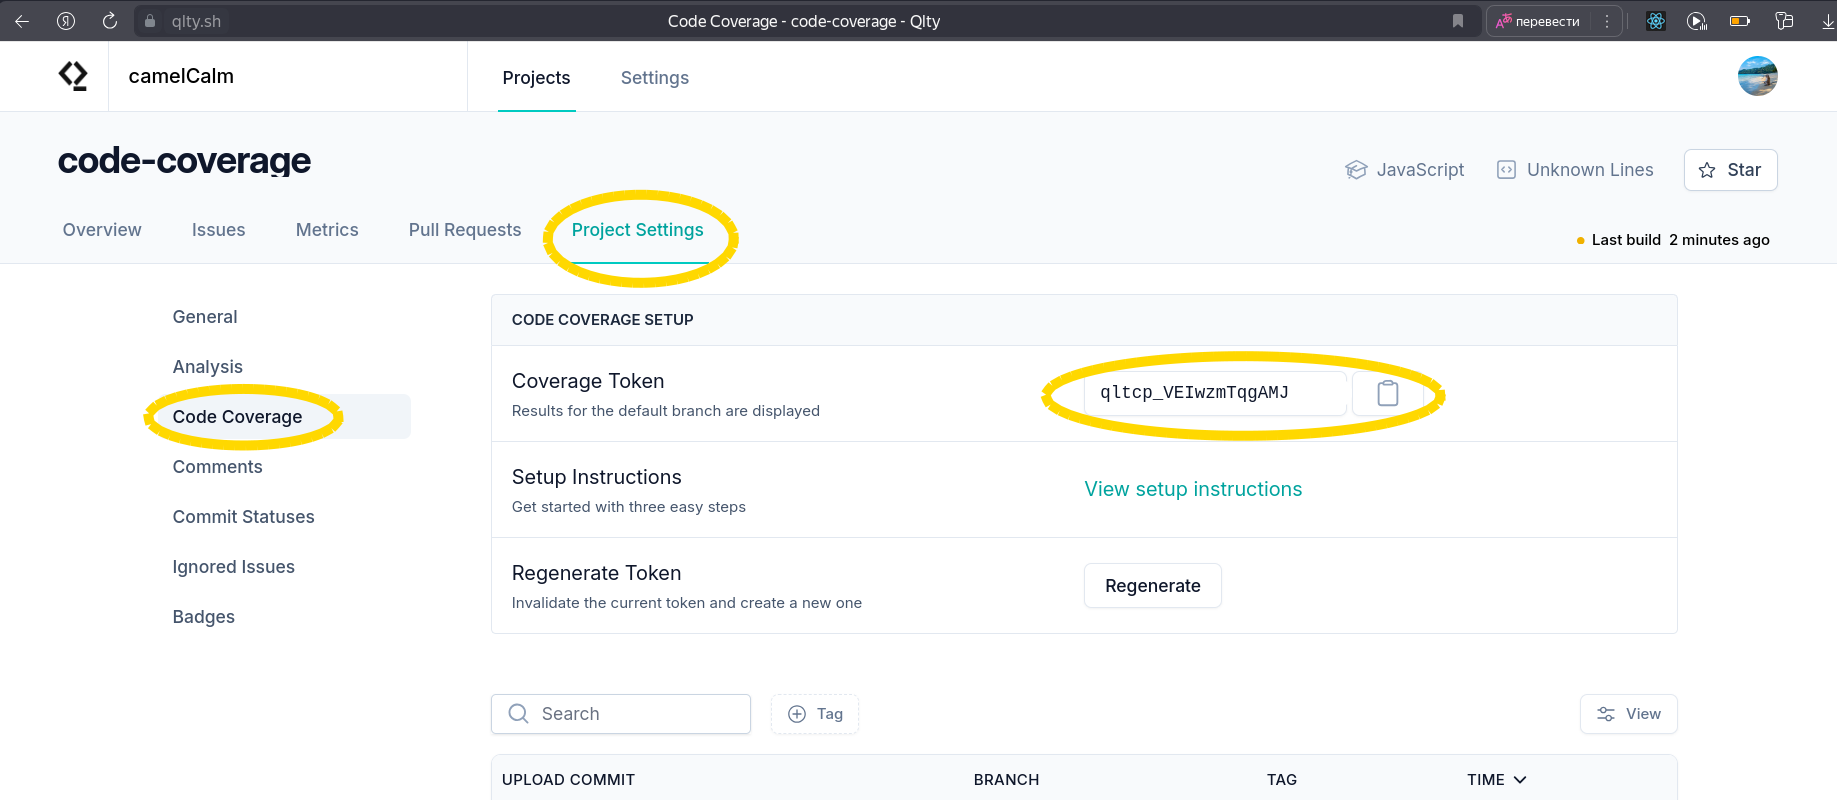 qlty.sh
Code Coverage - code-coverage - Qlty
перевести
camelCalm
Projects
Settings
code-coverage
JavaScript
Unknown Lines
Star
Overview
Issues
Metrics
Pull Requests
Project Settings
Last build 2 minutes ago
General
Analysis
Code Coverage
Comments
Commit Statuses
Ignored Issues
Badges
CODE COVERAGE SETUP
Coverage Token
Results for the default branch are displayed
qltcp_VEIwzmTqgAMJ
Setup Instructions
Get started with three easy steps
View setup instructions
Regenerate Token
Invalidate the current token and create a new one
Regenerate
Search
Tag
View
UPLOAD COMMIT
BRANCH
TAG
TIME